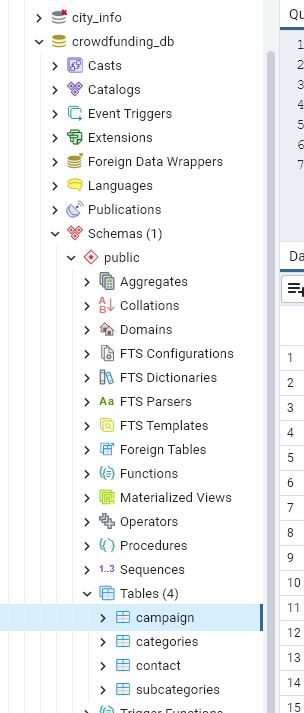 city_info
crowdfunding_db
Casts
Catalogs
Event Triggers
Extensions
Foreign Data Wrappers
Languages
Publications
Schemas (1)
public
Aggregates
Collations
Domains
FTS Configurations
FTS Dictionaries
Aa FTS Parsers
FTS Templates
Foreign Tables
Functions
Materialized Views
Operators
Procedures
1..3 Sequences
Tables (4)
campaign
categories
contact
subcategories
Trigger Functions
Qu
1
2
3
4
5
6
7
Da
1
2
3
4
5
6
7
8
9
10
11
12
13
14
15